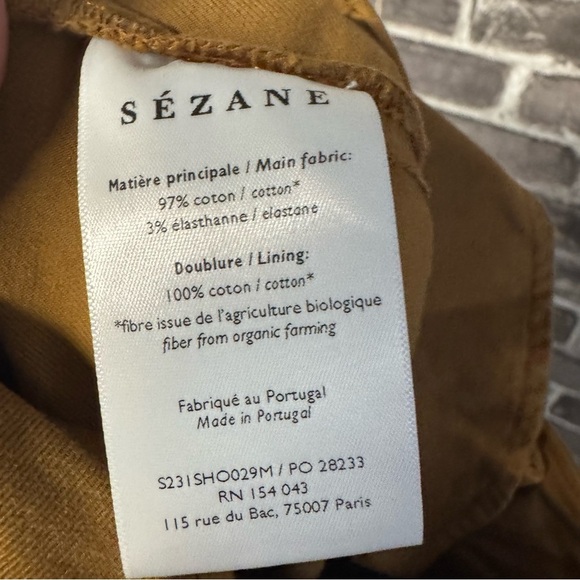 SÉZANE
Matière principale / Main fabric:
97% coton / cotton*
3% élasthanne / elastane
Doublure / Lining:
100% coton / cotton*
*fibre issue de l'agriculture biologique
fiber from organic farming
Fabriqué au Portugal
Made in Portugal
S231SHO029M / PO 28233
RN 154 043
115 rue du Bac, 75007 Paris